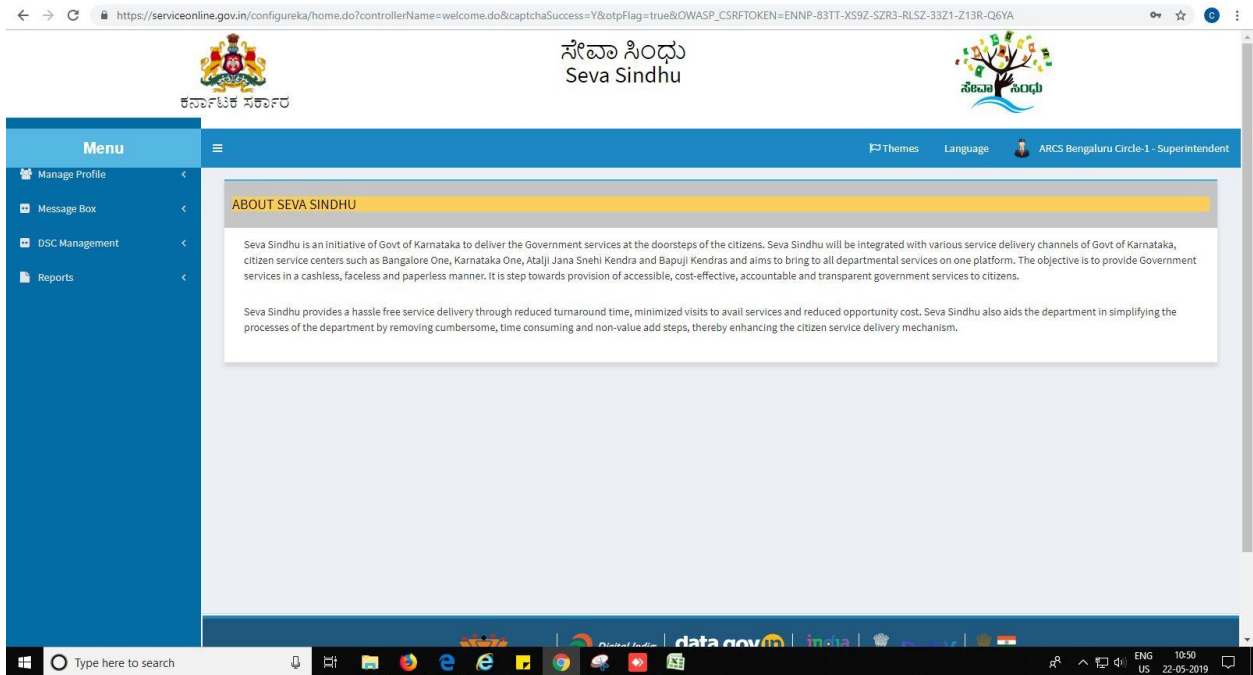 https://serviceonline.gov.in/configureka/home.do?controllerName=welcome.do&captchaSuccess=Y&otpFlag=true&OWASP_CSRFTOKEN=ENNP-83TT-XS9Z-SZR3-RLSZ-33Z1-Z13R-Q6YA
C
ಕರ್ನಾಟಕ ಸರ್ಕಾರ
ಸೇವಾ ಸಿಂಧು
Seva Sindhu
ಸೇವಾ ಸಿಂಧು
Menu
Themes Language ARCS Bengaluru Circle-1 - Superintendent
Manage Profile
Message Box
DSC Management
Reports
ABOUT SEVA SINDHU
Seva Sindhu is an initiative of Govt of Karnataka to deliver the Government services at the doorsteps of the citizens. Seva Sindhu will be integrated with various service delivery channels of Govt of Karnataka,
citizen service centers such as Bangalore One, Karnataka One, Atalji Jana Snehi Kendra and Bapuji Kendras and aims to bring to all departmental services on one platform. The objective is to provide Government
services in a cashless, faceless and paperless manner. It is step towards provision of accessible, cost-effective, accountable and transparent government services to citizens.
Seva Sindhu provides a hassle free service delivery through reduced turnaround time, minimized visits to avail services and reduced opportunity cost. Seva Sindhu also aids the department in simplifying the
processes of the department by removing cumbersome, time consuming and non-value add steps, thereby enhancing the citizen service delivery mechanism.
Digital India data.gov.in india
Type here to search
ENG 10:50
US 22-05-2019